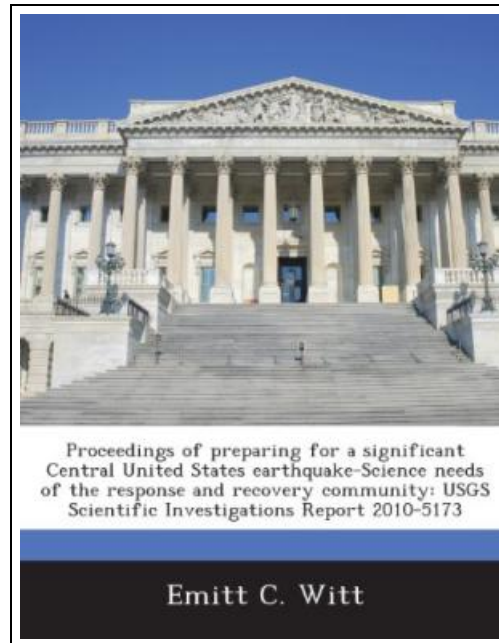 Proceedings of preparing for a significant
Central United States earthquake-Science needs
of the response and recovery community: USGS
Scientific Investigations Report 2010-5173
Emitt C. Witt